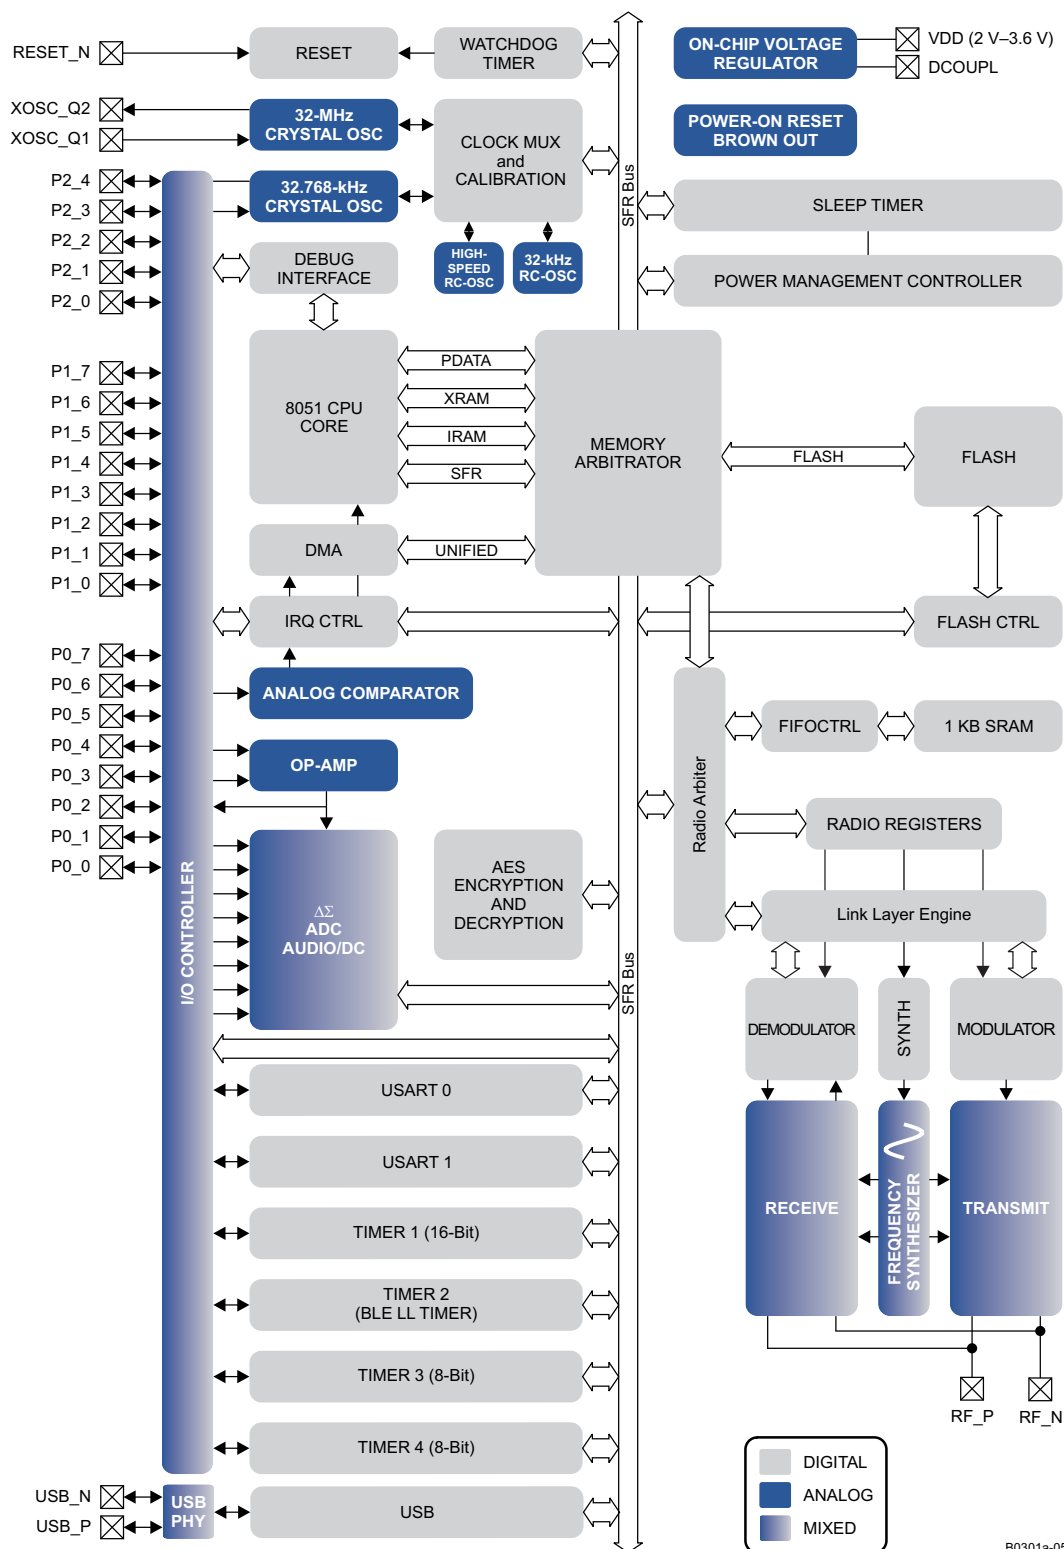 RESET_N
RESET
WATCHDOG
TIMER
ON-CHIP VOLTAGE
REGULATOR
VDD (2 V–3.6 V)
DCOUPL
XOSC_Q2
XOSC_Q1
32-MHz
CRYSTAL OSC
CLOCK MUX
and
CALIBRATION
POWER-ON RESET
BROWN OUT
SFR Bus
P2_4
P2_3
P2_2
P2_1
P2_0
32.768-kHz
CRYSTAL OSC
SLEEP TIMER
DEBUG
INTERFACE
HIGH-
SPEED
RC-OSC
32-kHz
RC-OSC
POWER MANAGEMENT CONTROLLER
P1_7
P1_6
P1_5
P1_4
P1_3
P1_2
P1_1
P1_0
8051 CPU
CORE
PDATA
XRAM
IRAM
SFR
MEMORY
ARBITRATOR
FLASH
FLASH
DMA
UNIFIED
IRQ CTRL
FLASH CTRL
P0_7
P0_6
P0_5
P0_4
P0_3
P0_2
P0_1
P0_0
ANALOG COMPARATOR
OP-AMP
Radio Arbiter
FIFOCTRL
1 KB SRAM
RADIO REGISTERS
I/O CONTROLLER
ΔΣ
ADC
AUDIO/DC
AES
ENCRYPTION
AND
DECRYPTION
Link Layer Engine
SFR Bus
DEMODULATOR
SYNTH
MODULATOR
USART 0
USART 1
TIMER 1 (16-Bit)
TIMER 2
(BLE LL TIMER)
TIMER 3 (8-Bit)
TIMER 4 (8-Bit)
RECEIVE
FREQUENCY
SYNTHESIZER
TRANSMIT
RF_P
RF_N
USB_N
USB_P
USB
PHY
USB
DIGITAL
ANALOG
MIXED